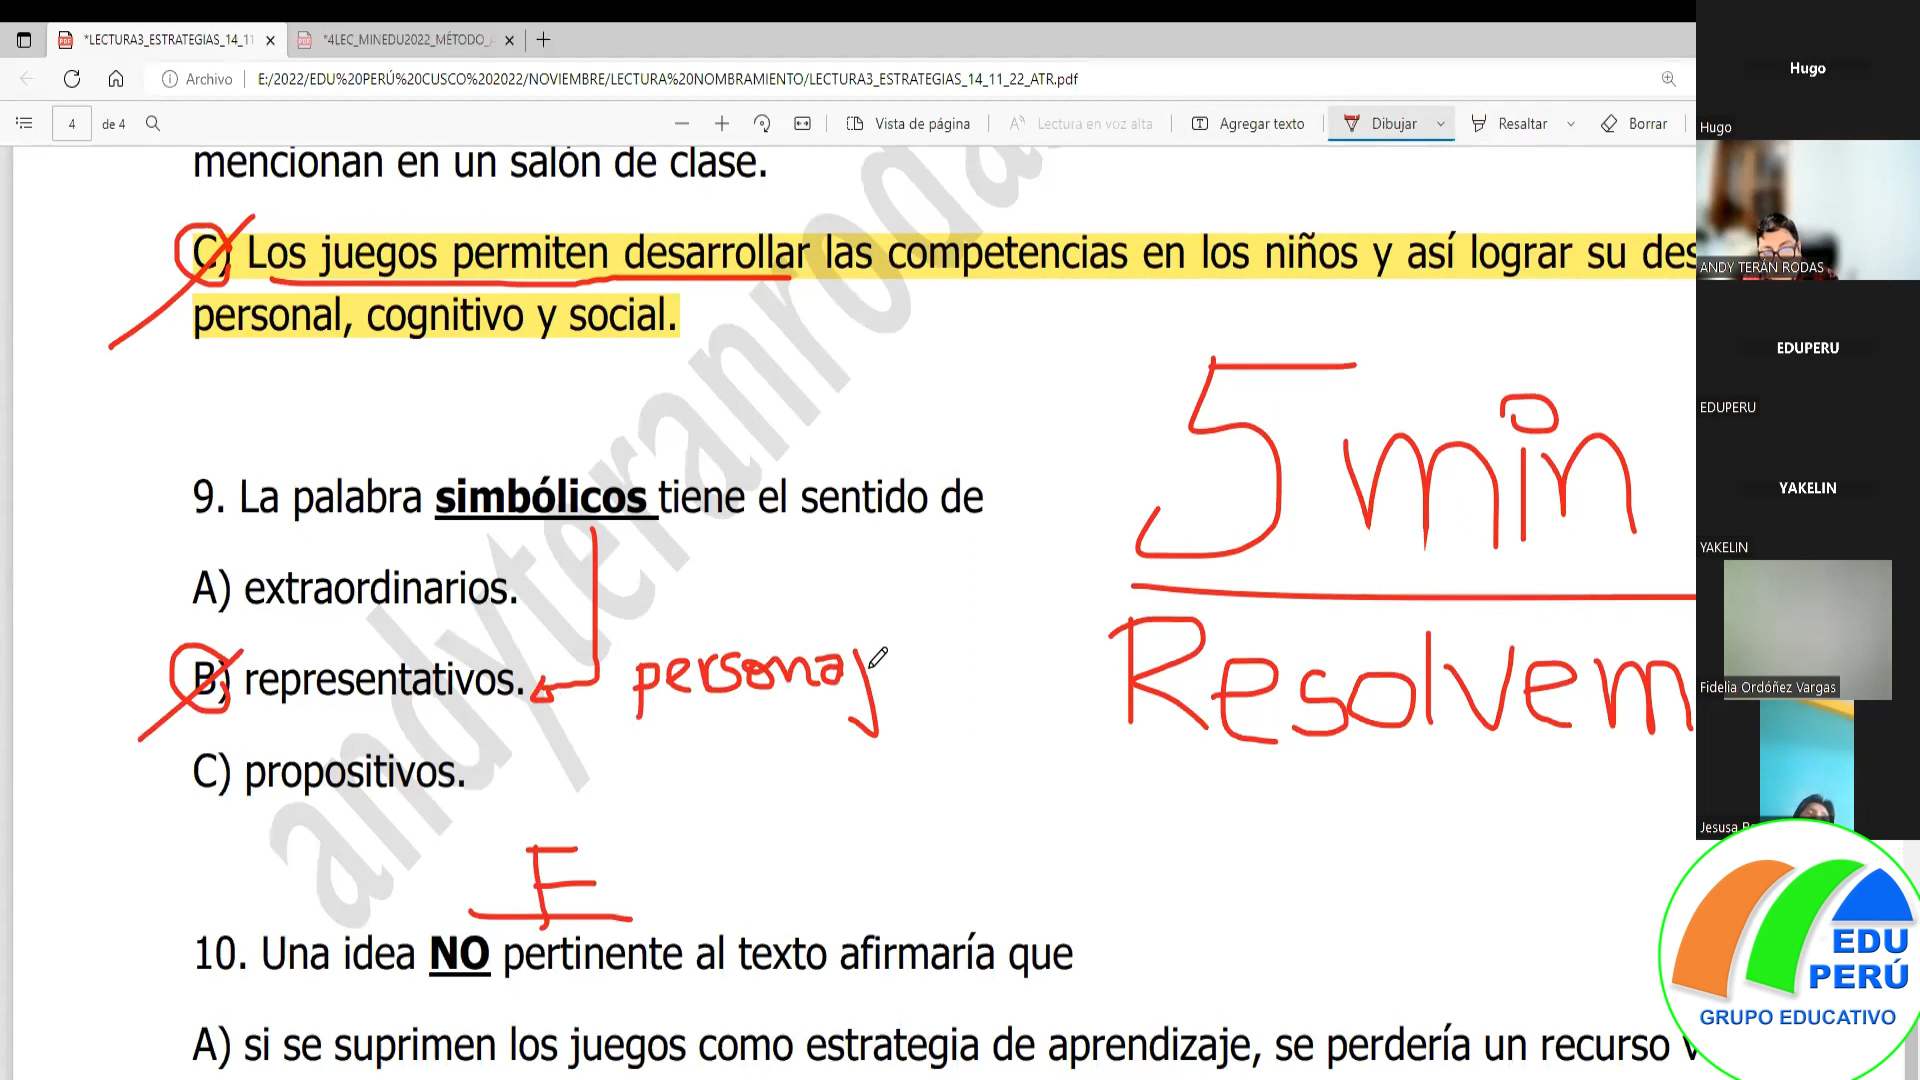 *LECTURA3_ESTRATEGIAS_14_11
*4LEC_MINEDU2022_MÉTODO_
Archivo
E:/2022/EDU%20PERÚ%20CUSCO%202022/NOVIEMBRE/LECTURA%20NOMBRAMIENTO/LECTURA3_ESTRATEGIAS_14_11_22_ATR.pdf
4 de 4
Vista de página
Lectura en voz alta
Agregar texto
Dibujar
Resaltar
Borrar
mencionan en un salón de clase.
C) Los juegos permiten desarrollar las competencias en los niños y así lograr su des
personal, cognitivo y social.
5 min
9. La palabra simbólicos tiene el sentido de
A) extraordinarios.
B) representativos.
personaj
Resolvem
C) propositivos.
F
10. Una idea NO pertinente al texto afirmaría que
A) si se suprimen los juegos como estrategia de aprendizaje, se perdería un recurso v
andyteranrodas
Hugo
Hugo
ANDY TERÁN RODAS
EDUPERU
EDUPERU
YAKELIN
YAKELIN
Fidelia Ordóñez Vargas
Jesusa
EDU
PERÚ
GRUPO EDUCATIVO